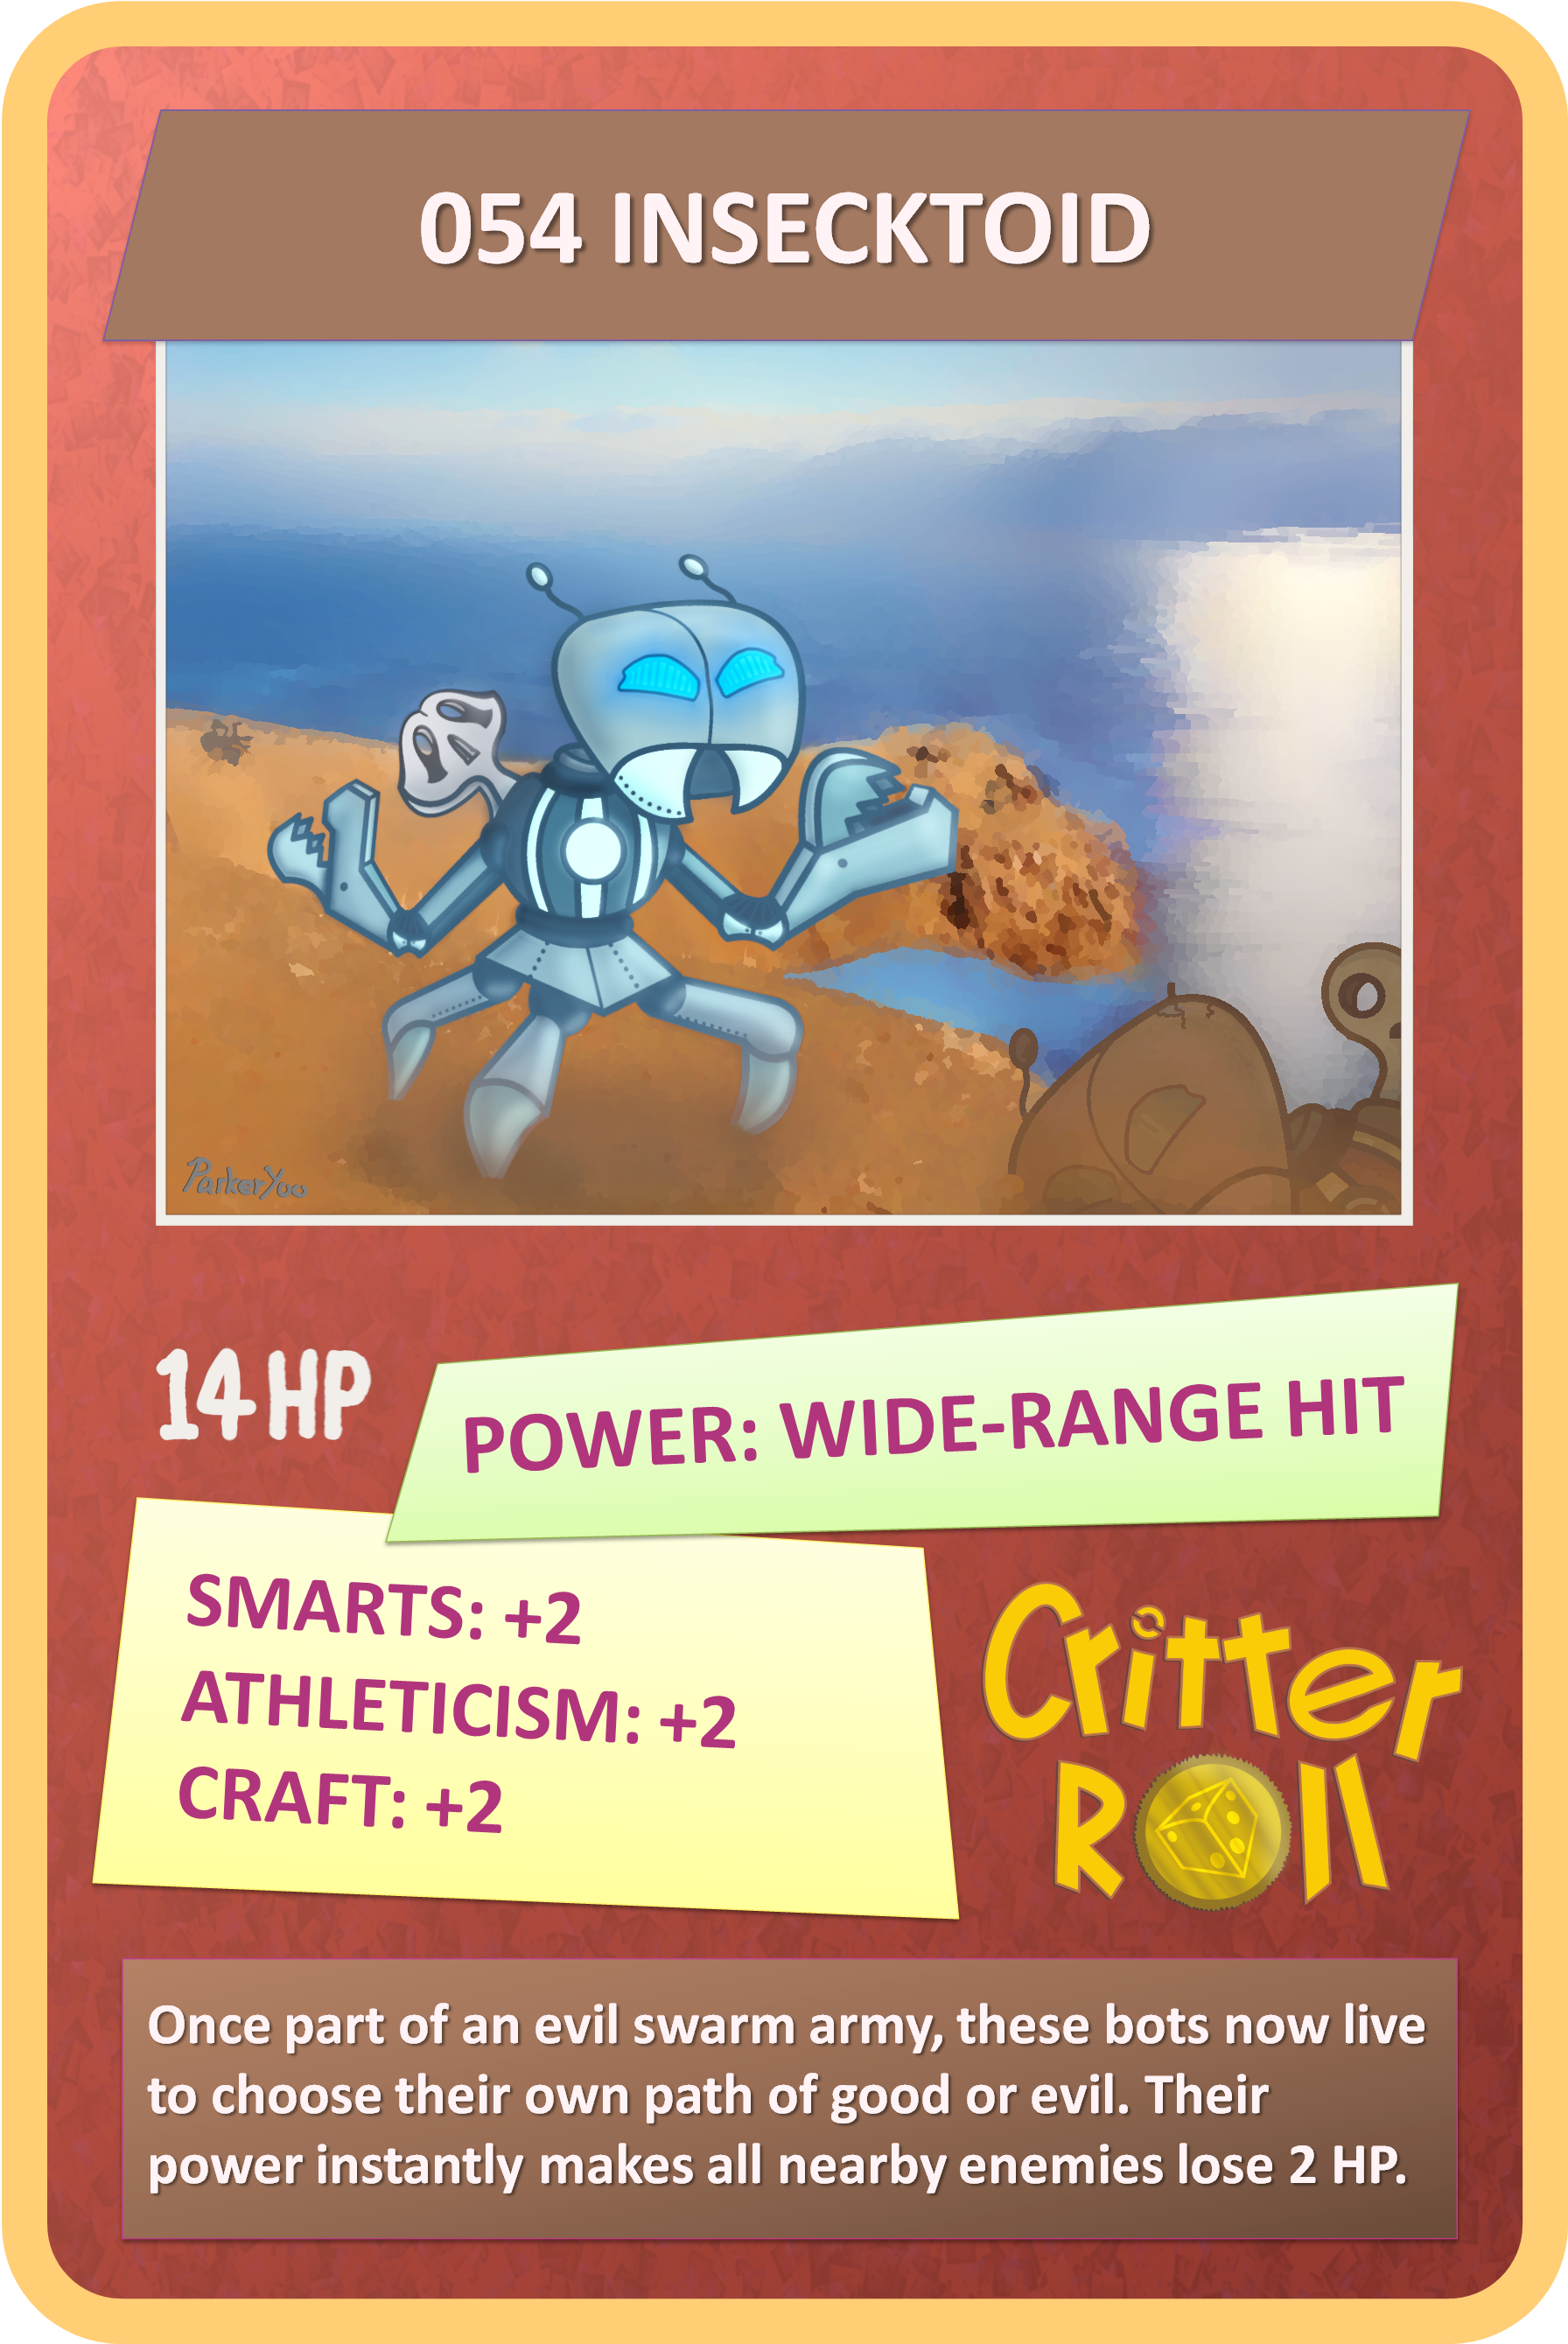 054 INSECKTOID
ParkerYoo
14 HP
POWER: WIDE-RANGE HIT
SMARTS: +2
ATHLETICISM: +2
CRAFT: +2
Critter
Roll
Once part of an evil swarm army, these bots now live
to choose their own path of good or evil. Their
power instantly makes all nearby enemies lose 2 HP.